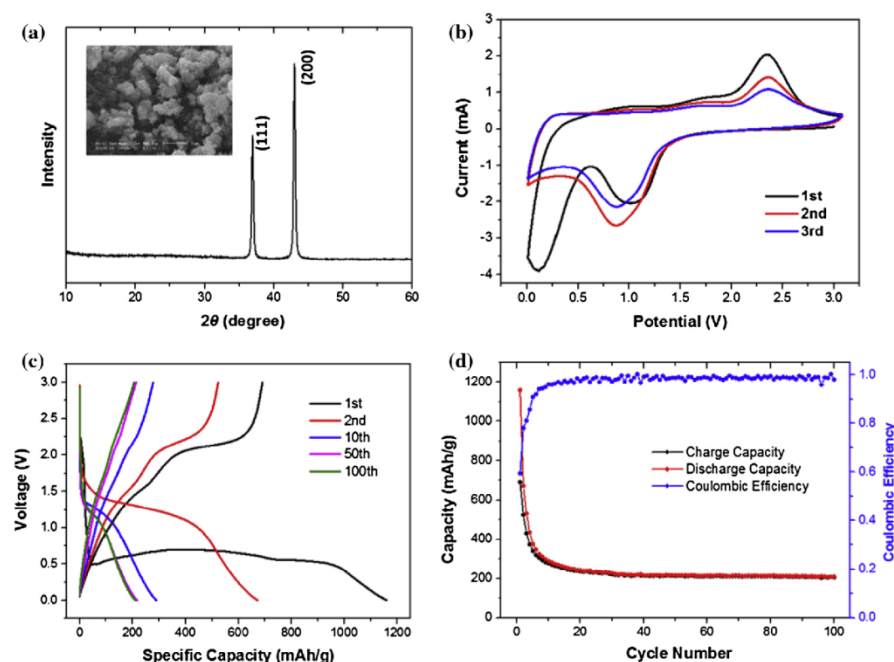 (a)
(111)
(200)
Intensity
10 20 30 40 50 60
2θ (degree)
(b)
3
2
1
0
-1
-2
-3
-4
Current (mA)
1st
2nd
3rd
0.0 0.5 1.0 1.5 2.0 2.5 3.0
Potential (V)
(c)
3.0
2.5
2.0
1.5
1.0
0.5
0.0
Voltage (V)
1st
2nd
10th
50th
100th
0 200 400 600 800 1000 1200
Specific Capacity (mAh/g)
(d)
1200
1000
800
600
400
200
0
Capacity (mAh/g)
Charge Capacity
Discharge Capacity
Coulombic Efficiency
1.0
0.8
0.6
0.4
0.2
0.0
Coulombic Efficiency
0 20 40 60 80 100
Cycle Number